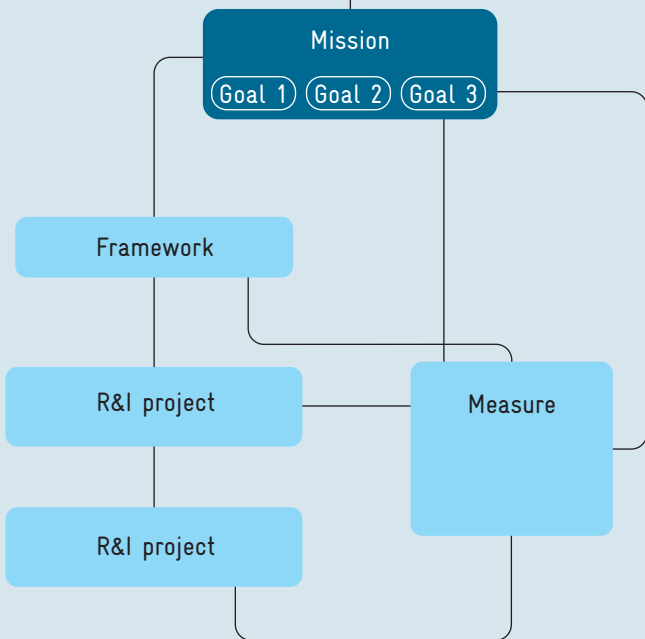 Mission
Goal 1 Goal 2 Goal 3
Framework
R&I project
Measure
R&I project